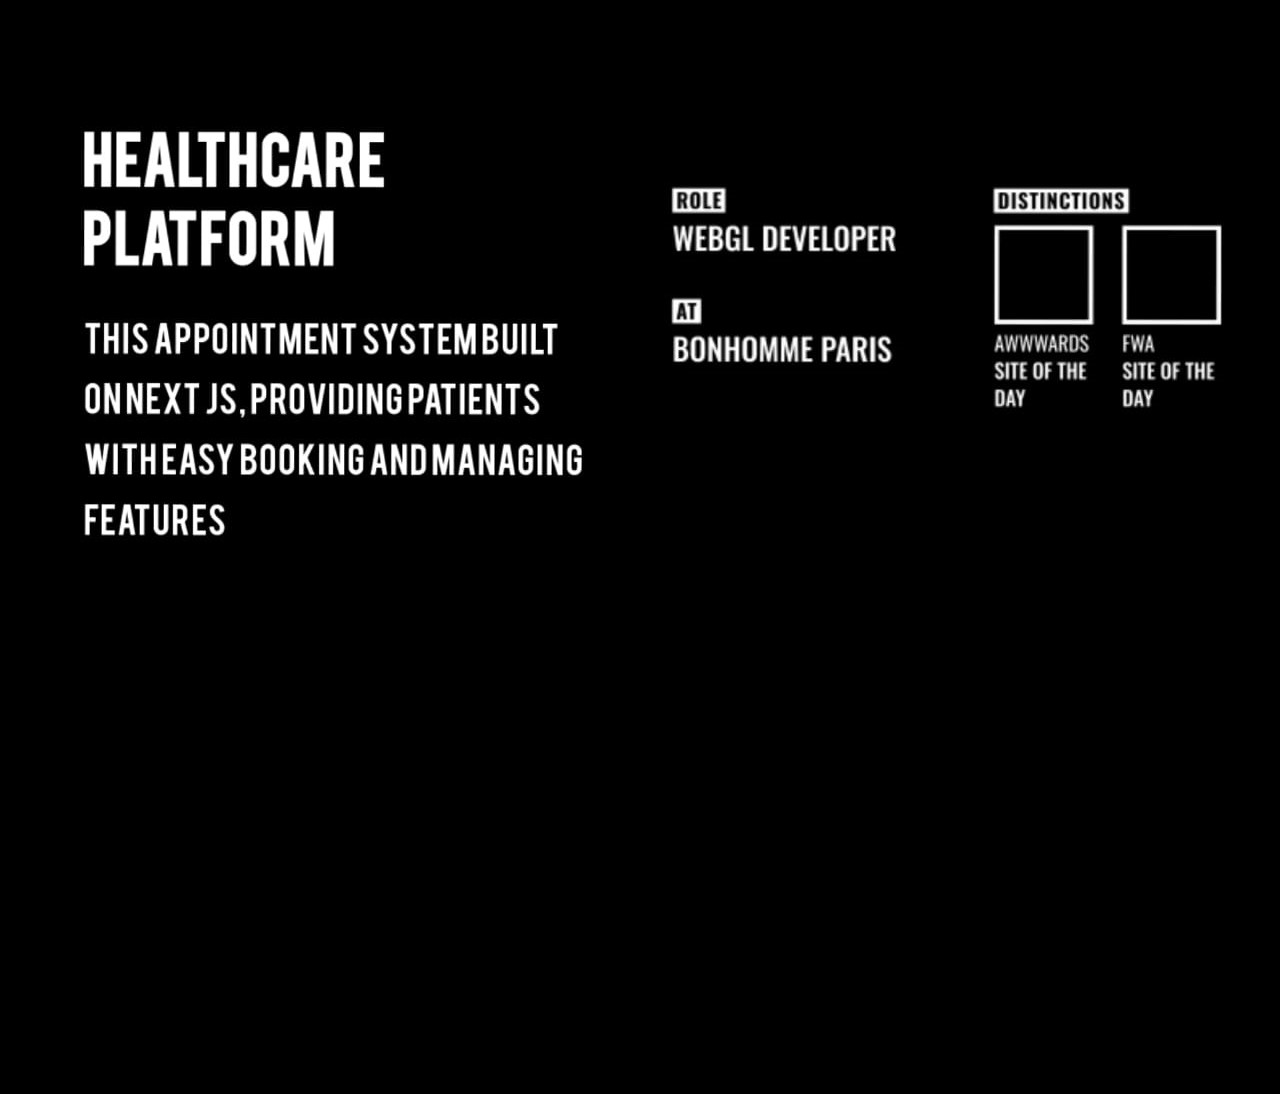 HEALTHCARE
PLATFORM
THIS APPOINTMENT SYSTEM BUILT
ON NEXT JS, PROVIDING PATIENTS
WITH EASY BOOKING AND MANAGING
FEATURES
ROLE
WEBGL DEVELOPER
AT
BONHOMME PARIS
DISTINCTIONS
AWWWARDS
SITE OF THE
DAY
FWA
SITE OF THE
DAY